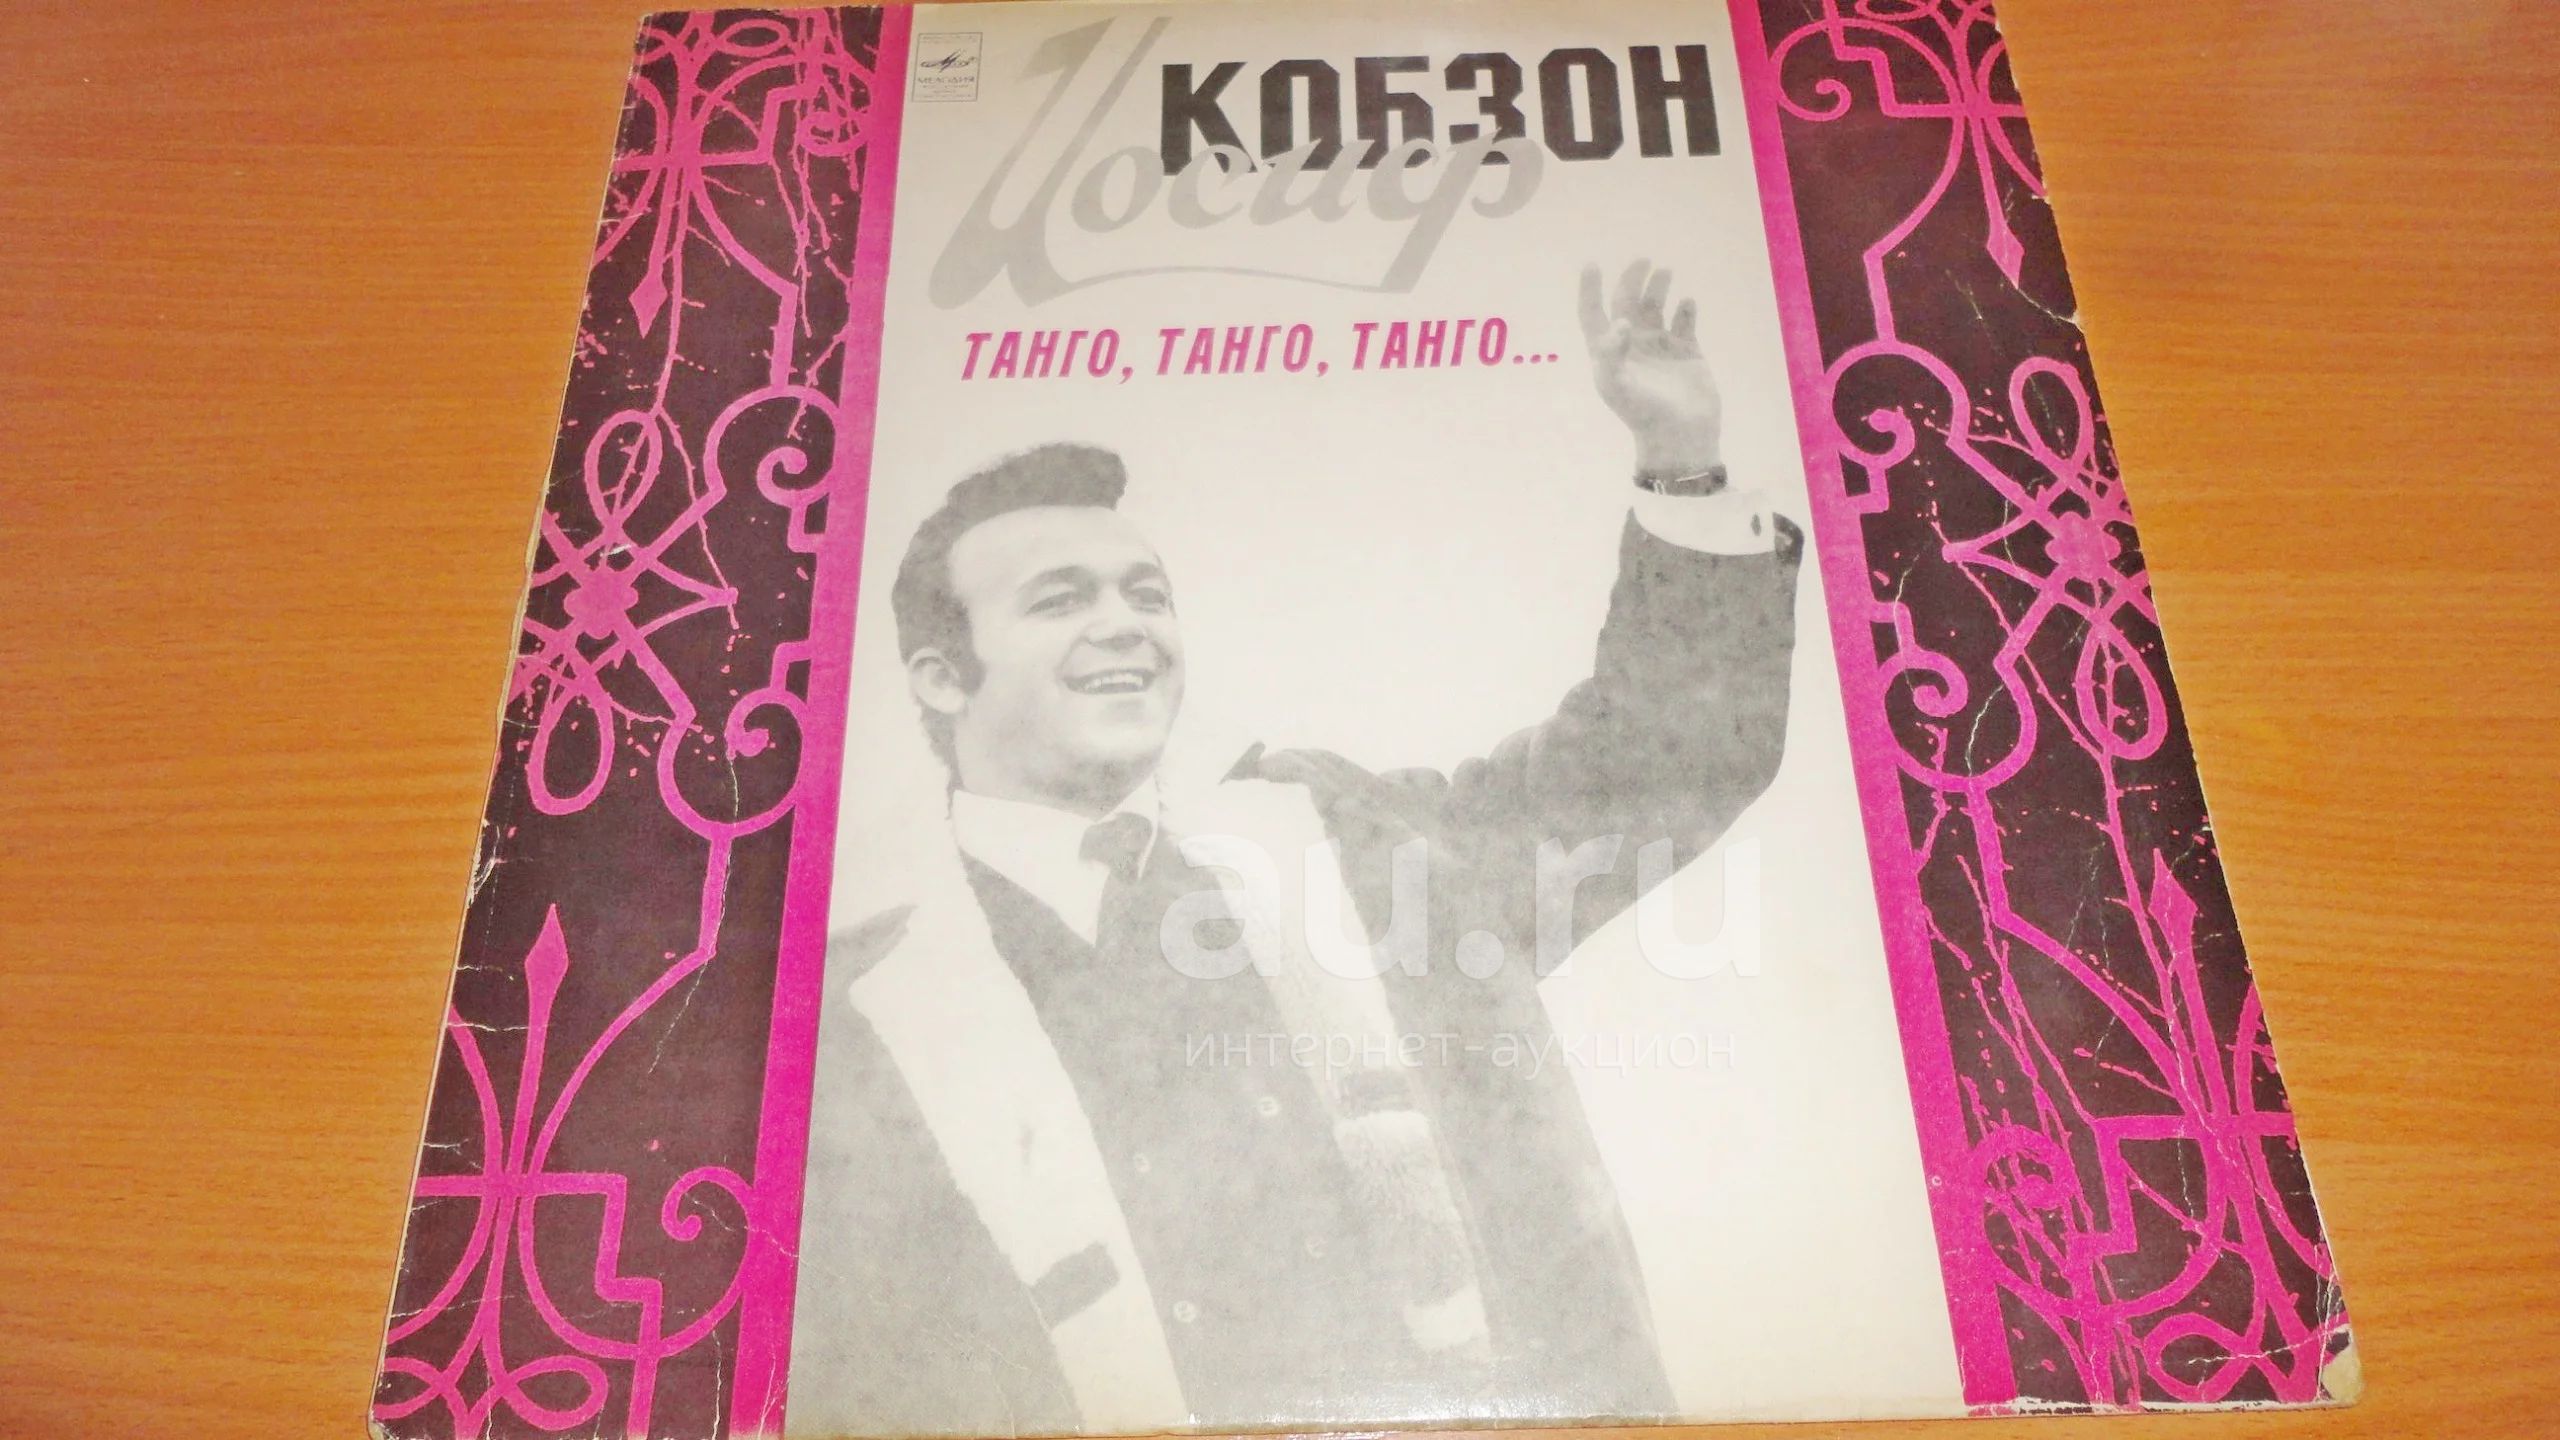 МЕЛОДИЯ
КОБЗОН
Иосиф
ТАНГО, ТАНГО, ТАНГО...
au.ru
интернет-аукцион